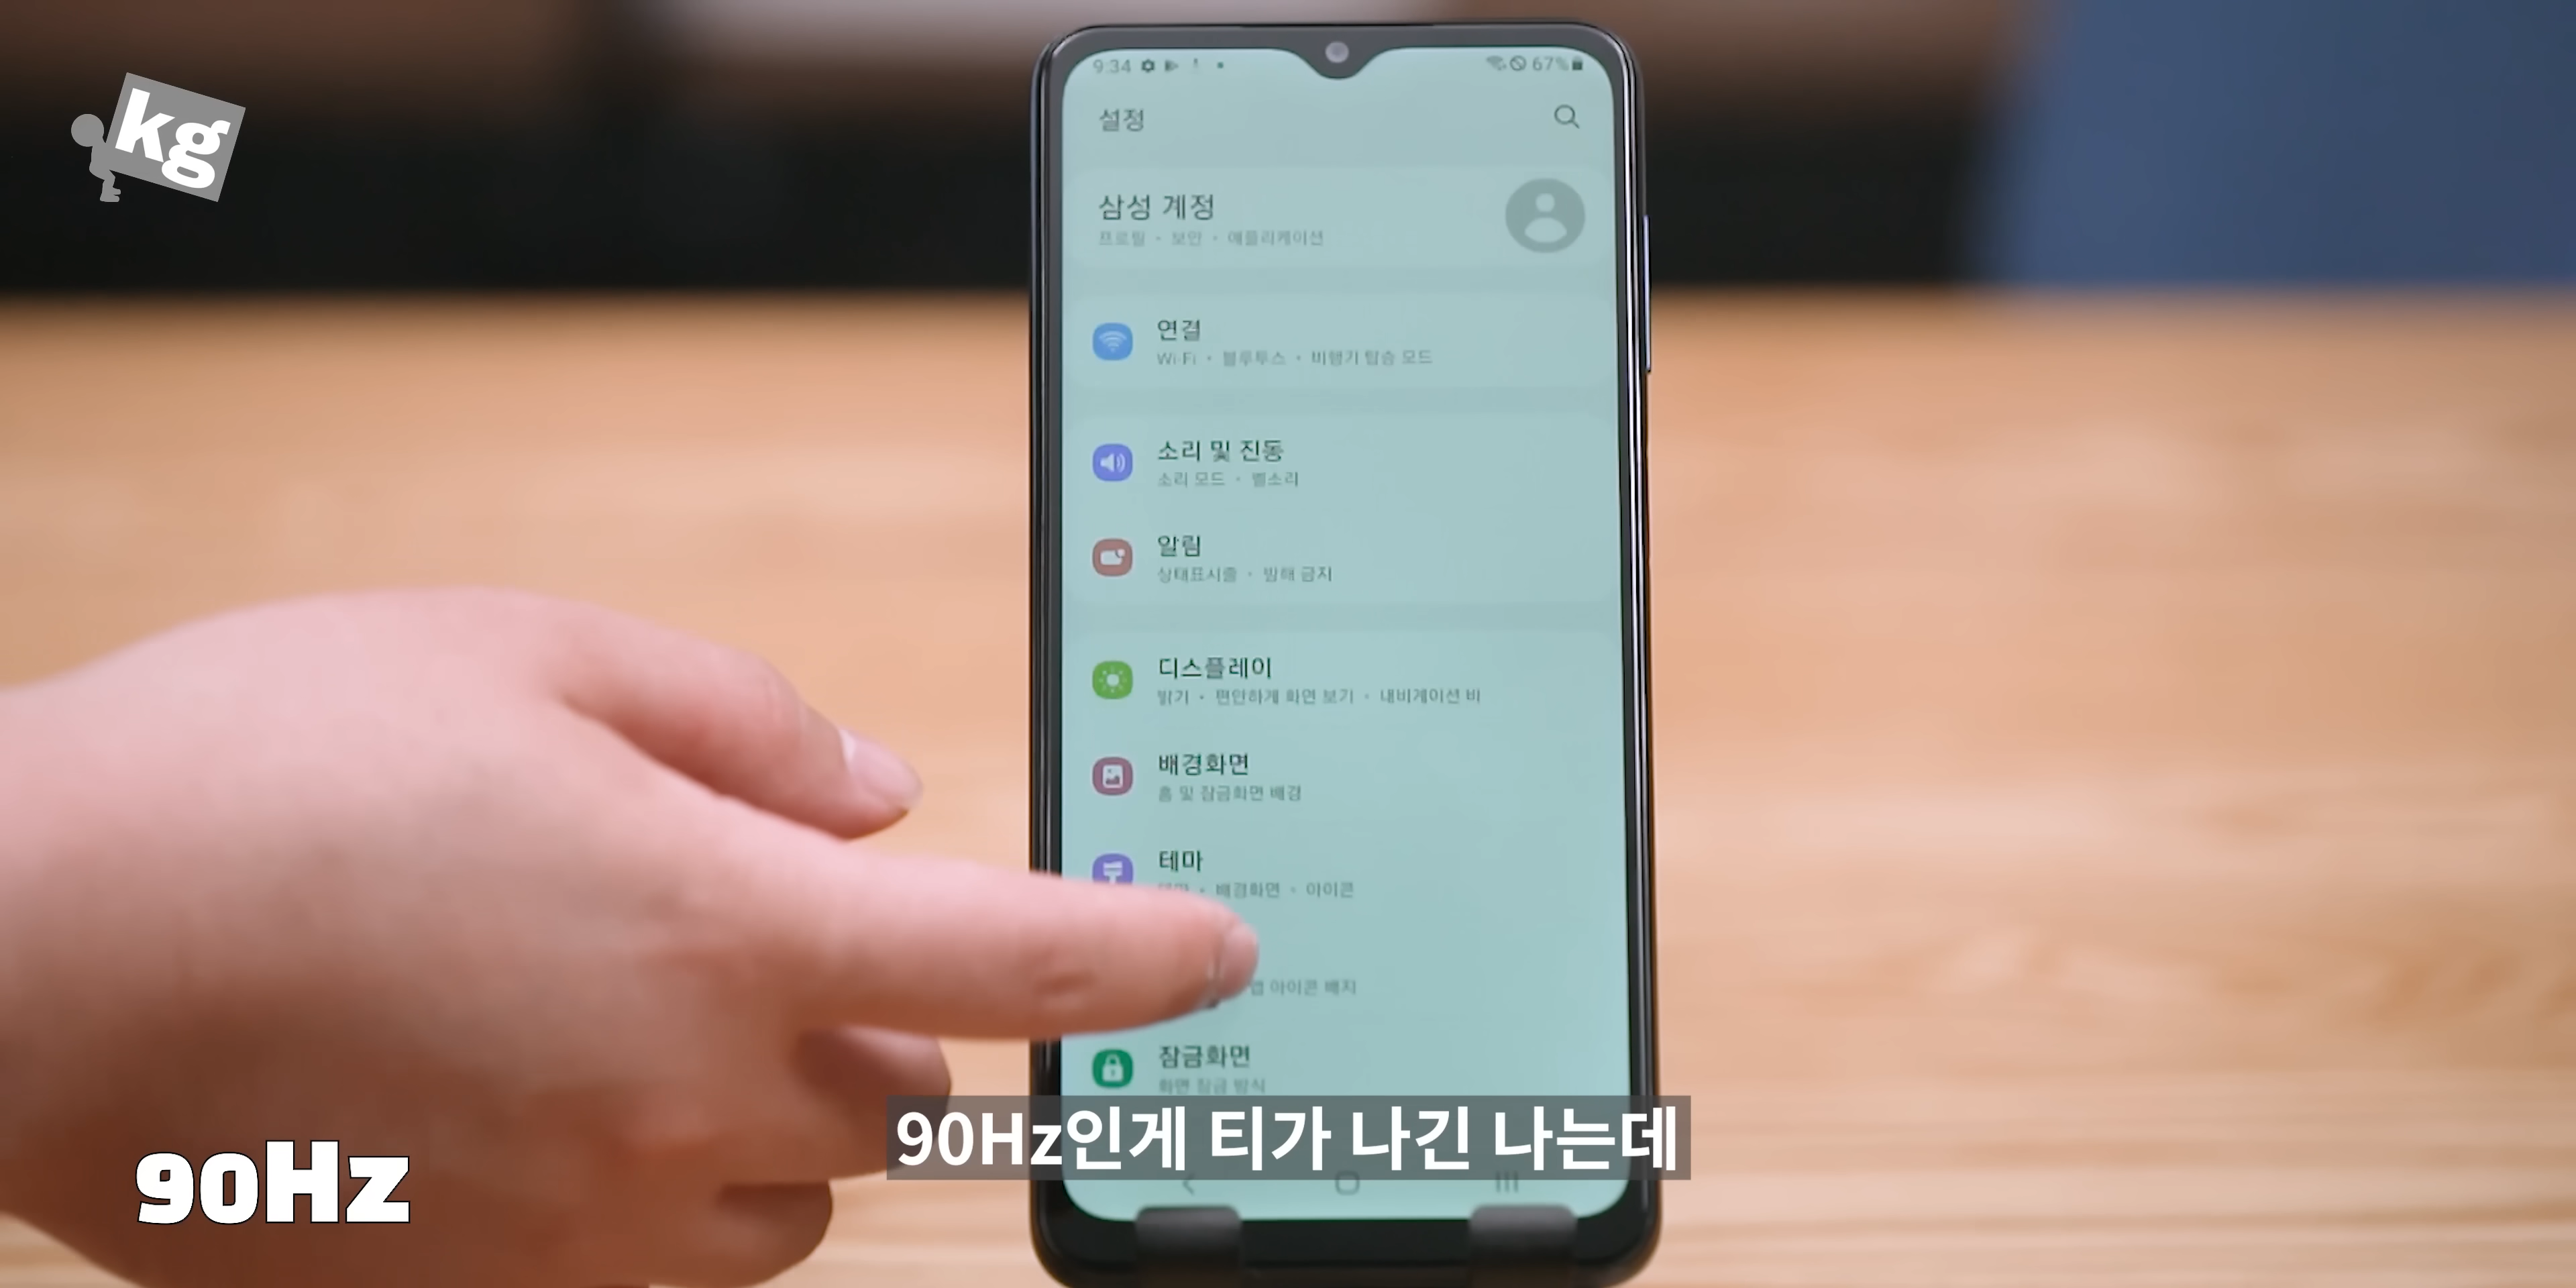 kg
9:34
67%
설정
삼성 계정
프로필 • 보안 • 애플리케이션
연결
Wi-Fi • 블루투스 • 비행기 탑승 모드
소리 및 진동
소리 모드 • 벨소리
알림
상태표시줄 • 방해 금지
디스플레이
밝기 • 편안하게 화면 보기 • 내비게이션 바
배경화면
홈 및 잠금화면 배경
테마
배경화면 • 아이콘
앱 아이콘 배지
잠금화면
화면 잠금 방식
90Hz인게 티가 나긴 나는데
90Hz